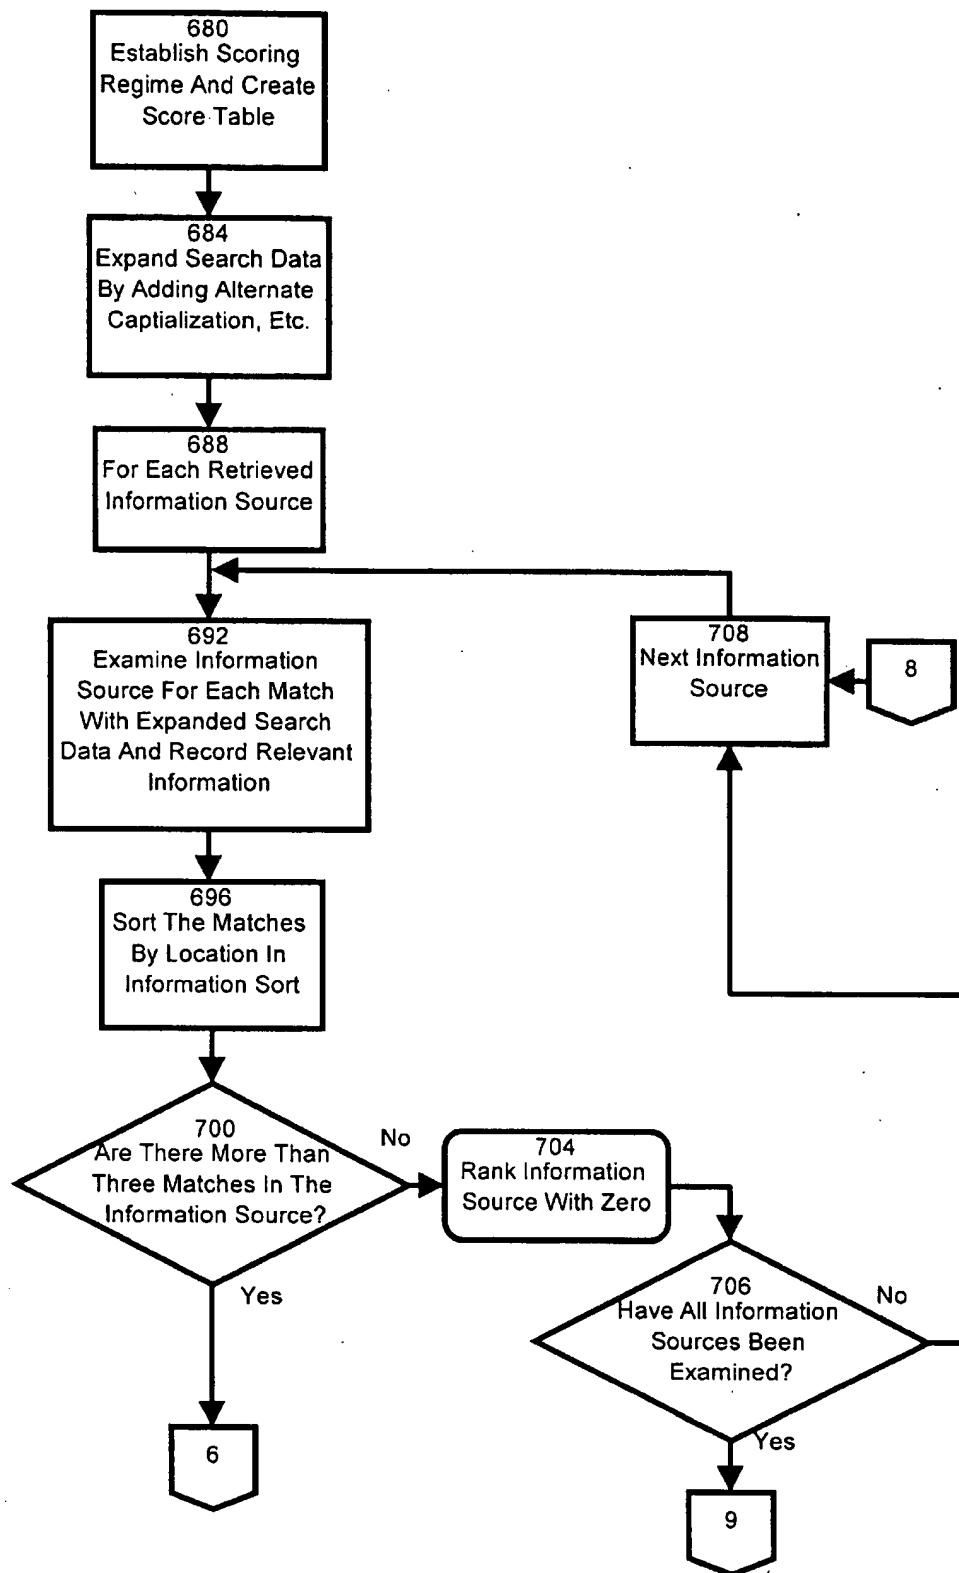 680
Establish Scoring
Regime And Create
Score Table
684
Expand Search Data
By Adding Alternate
Captialization, Etc.
688
For Each Retrieved
Information Source
692
Examine Information
Source For Each Match
With Expanded Search
Data And Record Relevant
Information
708
Next Information
Source
8
696
Sort The Matches
By Location In
Information Sort
700
Are There More Than
Three Matches In The
Information Source?
No
Yes
704
Rank Information
Source With Zero
706
Have All Information
Sources Been
Examined?
No
Yes
6
9